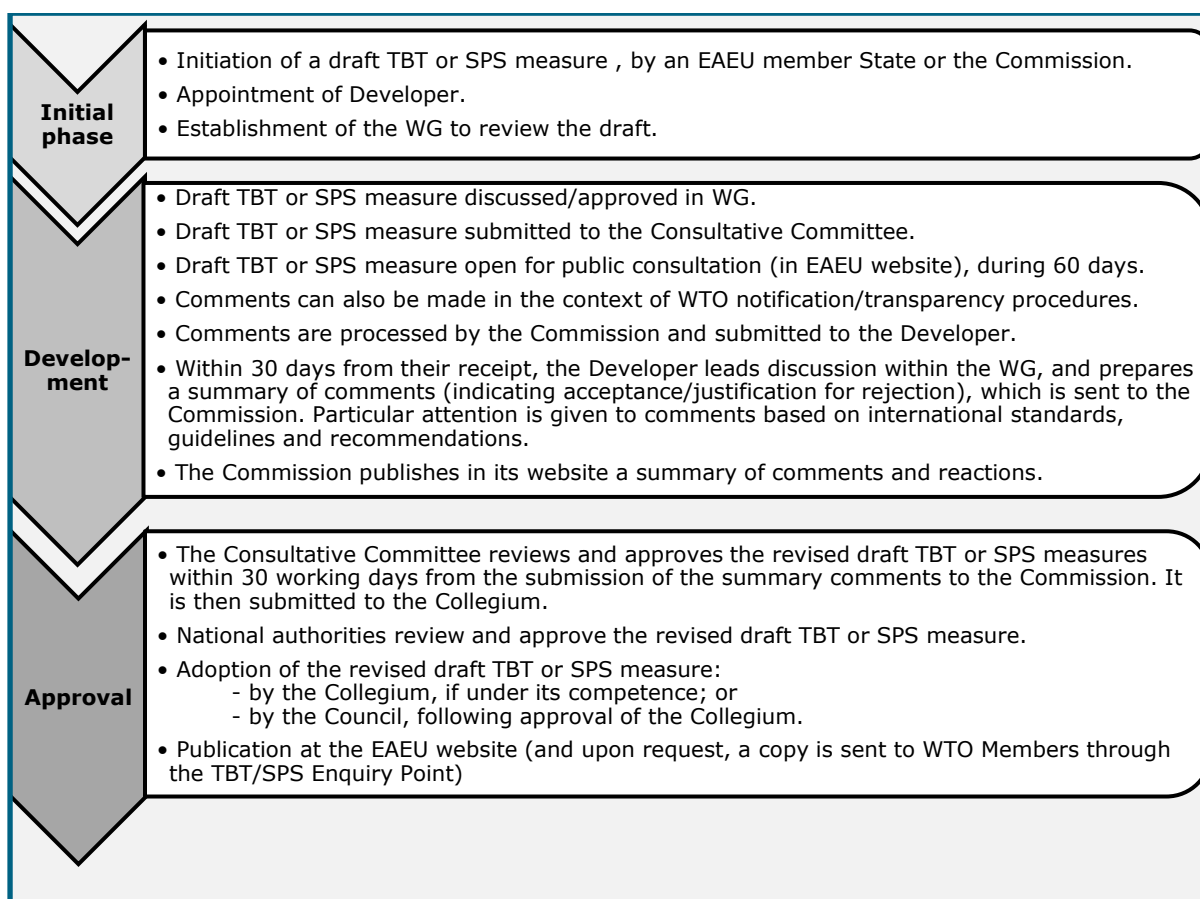 Initial
phase
• Initiation of a draft TBT or SPS measure , by an EAEU member State or the Commission.
• Appointment of Developer.
• Establishment of the WG to review the draft.
Develop-
ment
• Draft TBT or SPS measure discussed/approved in WG.
• Draft TBT or SPS measure submitted to the Consultative Committee.
• Draft TBT or SPS measure open for public consultation (in EAEU website), during 60 days.
• Comments can also be made in the context of WTO notification/transparency procedures.
• Comments are processed by the Commission and submitted to the Developer.
• Within 30 days from their receipt, the Developer leads discussion within the WG, and prepares
a summary of comments (indicating acceptance/justification for rejection), which is sent to the
Commission. Particular attention is given to comments based on international standards,
guidelines and recommendations.
• The Commission publishes in its website a summary of comments and reactions.
Approval
• The Consultative Committee reviews and approves the revised draft TBT or SPS measures
within 30 working days from the submission of the summary comments to the Commission. It
is then submitted to the Collegium.
• National authorities review and approve the revised draft TBT or SPS measure.
• Adoption of the revised draft TBT or SPS measure:
- by the Collegium, if under its competence; or
- by the Council, following approval of the Collegium.
• Publication at the EAEU website (and upon request, a copy is sent to WTO Members through
the TBT/SPS Enquiry Point)